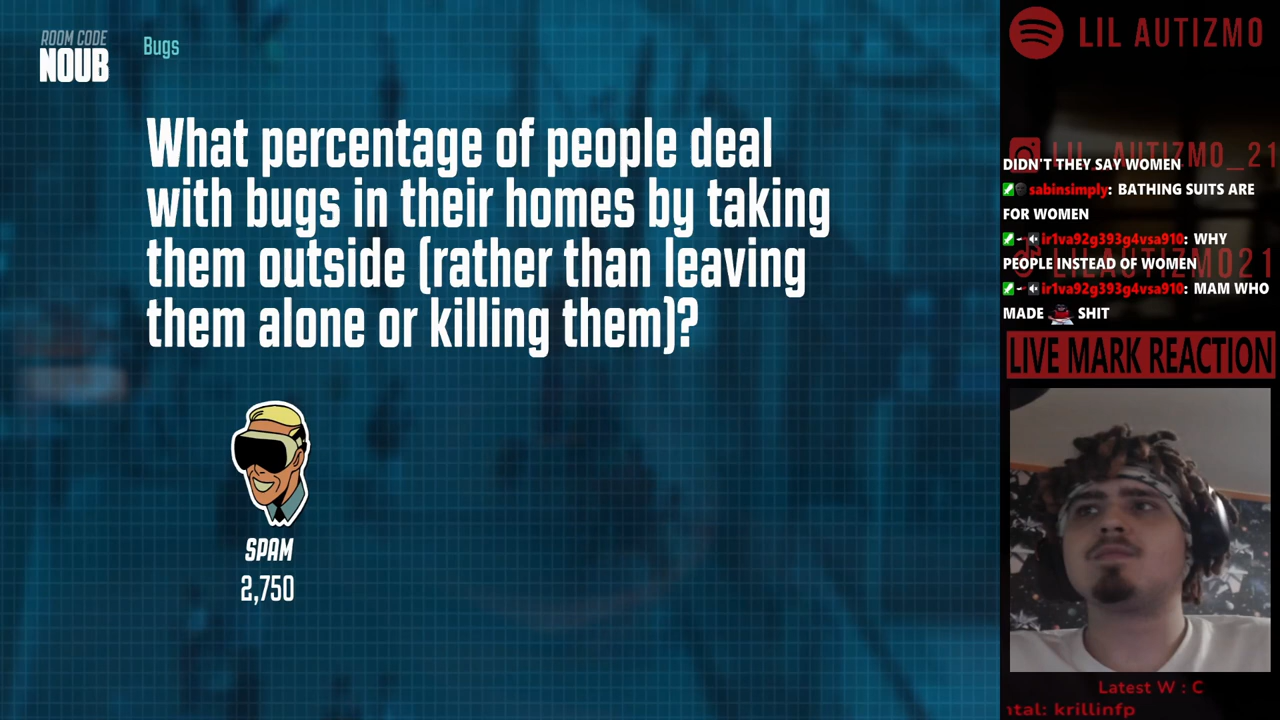 ROOM CODE
NOUB
Bugs
What percentage of people deal
with bugs in their homes by taking
them outside (rather than leaving
them alone or killing them)?
SPAM
2,750
LIL AUTIZMO
LIL_AUTIZMO_21
DIDN'T THEY SAY WOMEN
sabinsimply: BATHING SUITS ARE
FOR WOMEN
ir1va92g393g4vsa910: WHY
PEOPLE INSTEAD OF WOMEN
LILAUTIZMO21
ir1va92g393g4vsa910: MAM WHO
MADE SHIT
LIVE MARK REACTION
Latest W : C
ntal: krillinfp